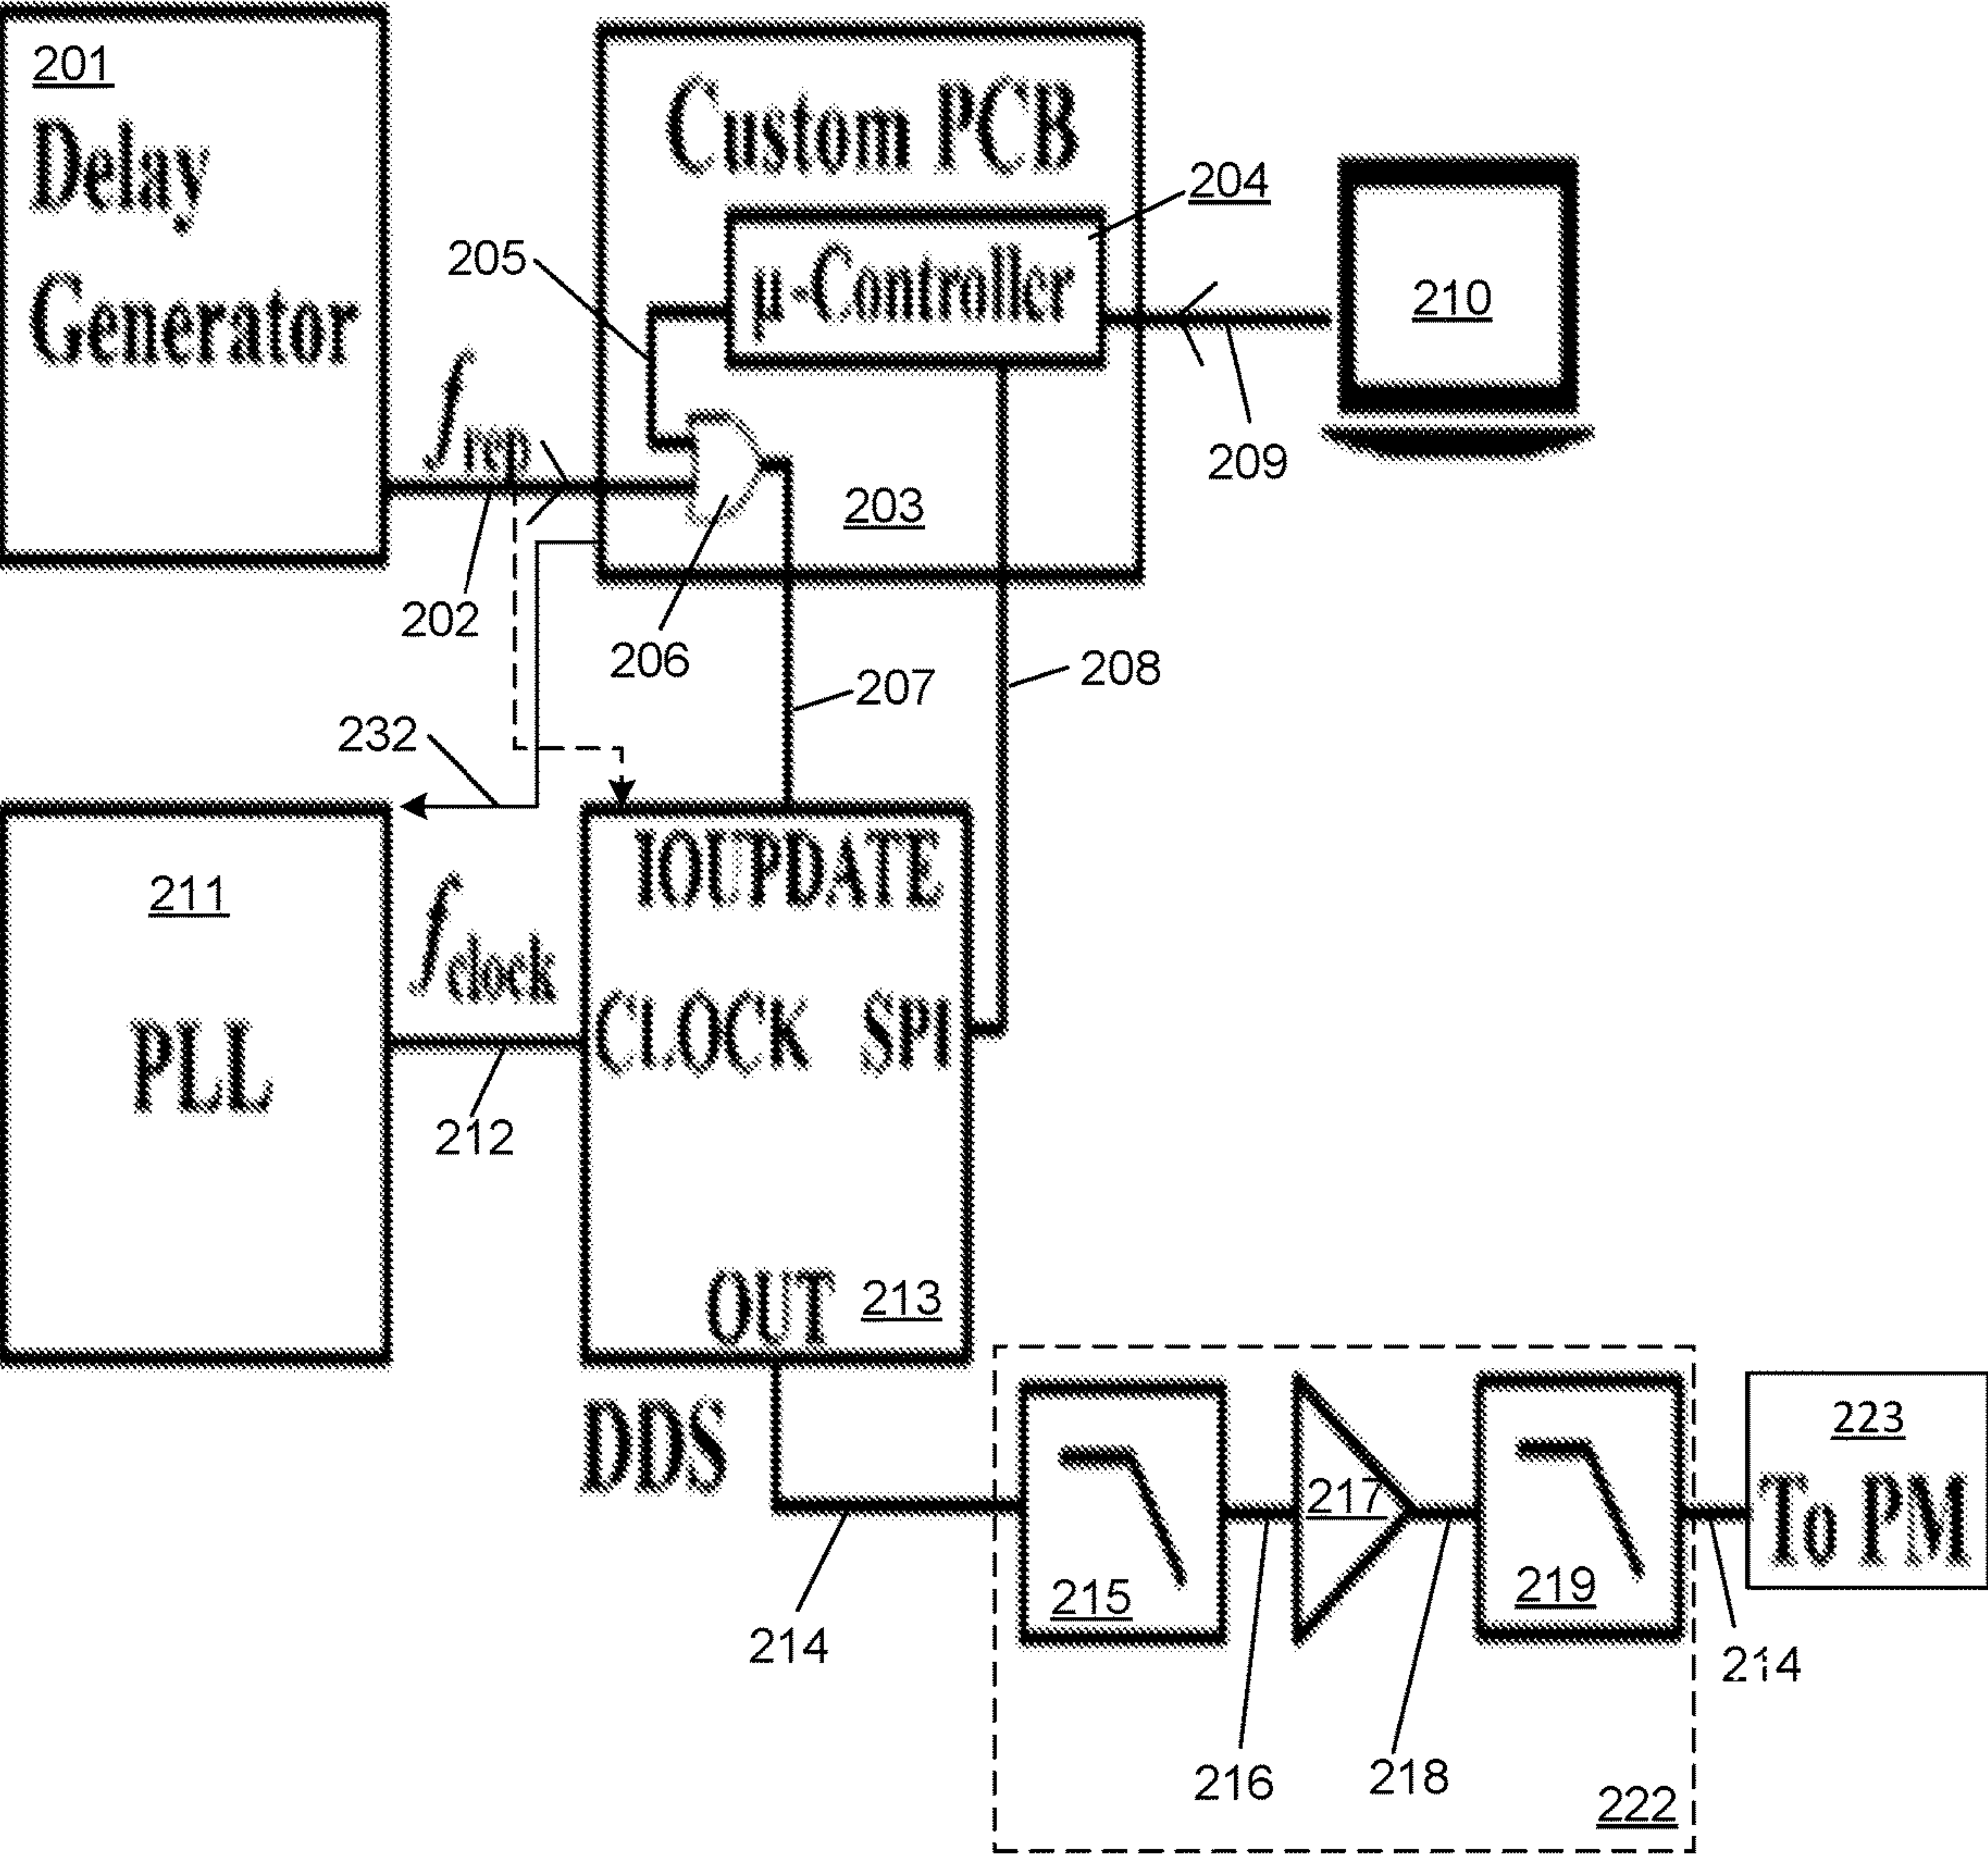 201
Delay
Generator
Custom PCB
204
μ-Controller
205
210
f_rep
209
203
202
206
207
208
232
IOUPDATE
211
f_clock
CLOCK SPI
PLL
212
OUT 213
DDS
223
To PM
217
215
219
214
214
216
218
222